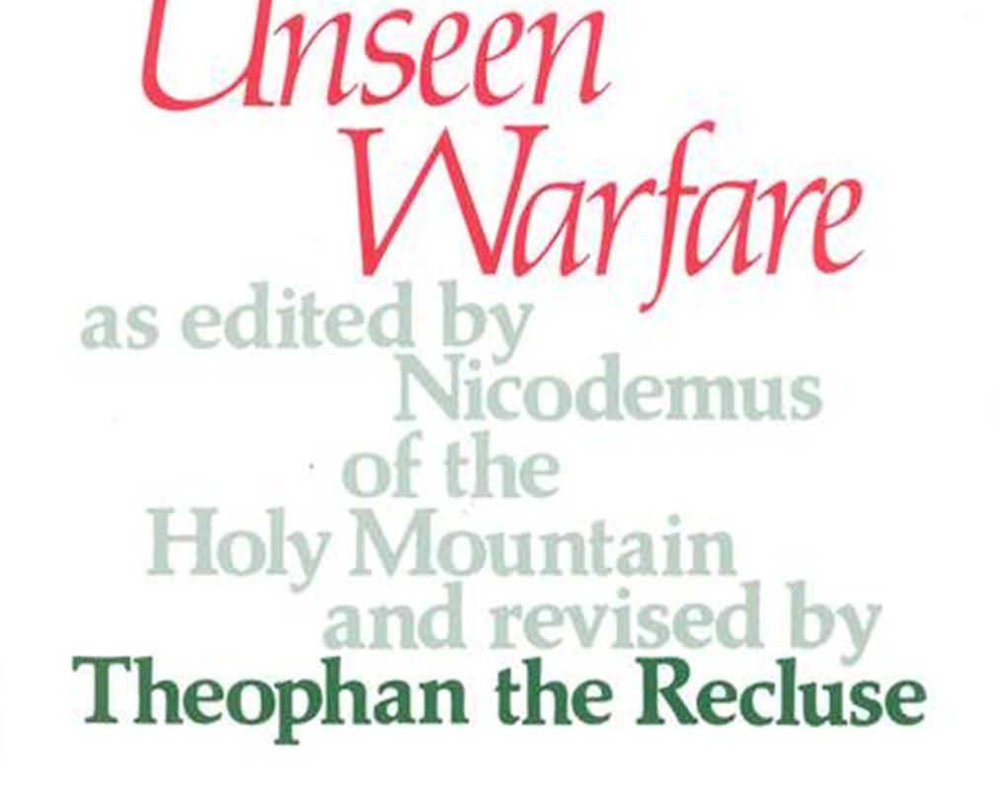 Unseen
Warfare
as edited by
Nicodemus
of the
Holy Mountain
and revised by
Theophan the Recluse